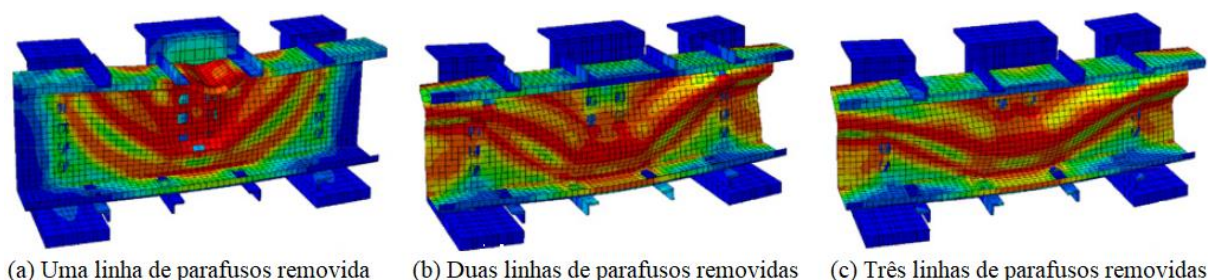 (a) Uma linha de parafusos removida
(b) Duas linhas de parafusos removidas
(c) Três linhas de parafusos removidas